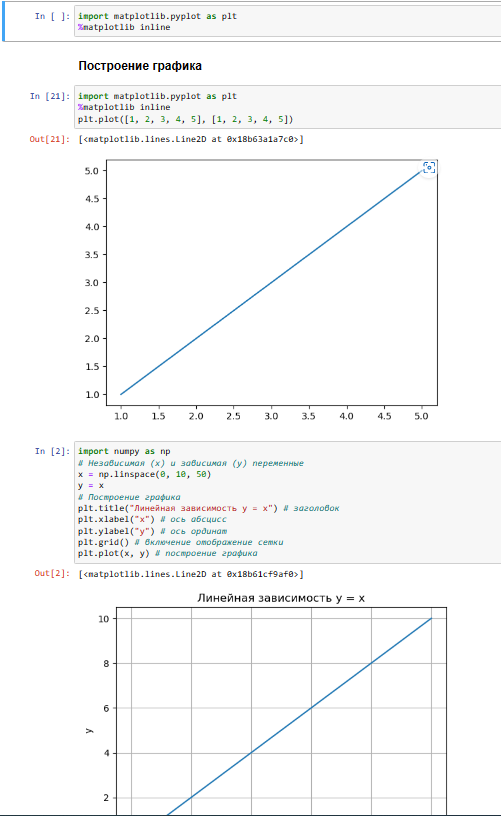 In [ ]: import matplotlib.pyplot as plt
%matplotlib inline
Построение графика
In [21]: import matplotlib.pyplot as plt
%matplotlib inline
plt.plot([1, 2, 3, 4, 5], [1, 2, 3, 4, 5])
Out[21]: [<matplotlib.lines.Line2D at 0x18b63a1a7c0>]
5.0
4.5
4.0
3.5
3.0
2.5
2.0
1.5
1.0
1.0 1.5 2.0 2.5 3.0 3.5 4.0 4.5 5.0
In [2]: import numpy as np
# Независимая (x) и зависимая (y) переменные
x = np.linspace(0, 10, 50)
y = x
# Построение графика
plt.title("Линейная зависимость y = x") # заголовок
plt.xlabel("x") # ось абсцисс
plt.ylabel("y") # ось ординат
plt.grid() # включение отображение сетки
plt.plot(x, y) # построение графика
Out[2]: [<matplotlib.lines.Line2D at 0x18b61cf9af0>]
Линейная зависимость y = x
10
8
6
y
4
2